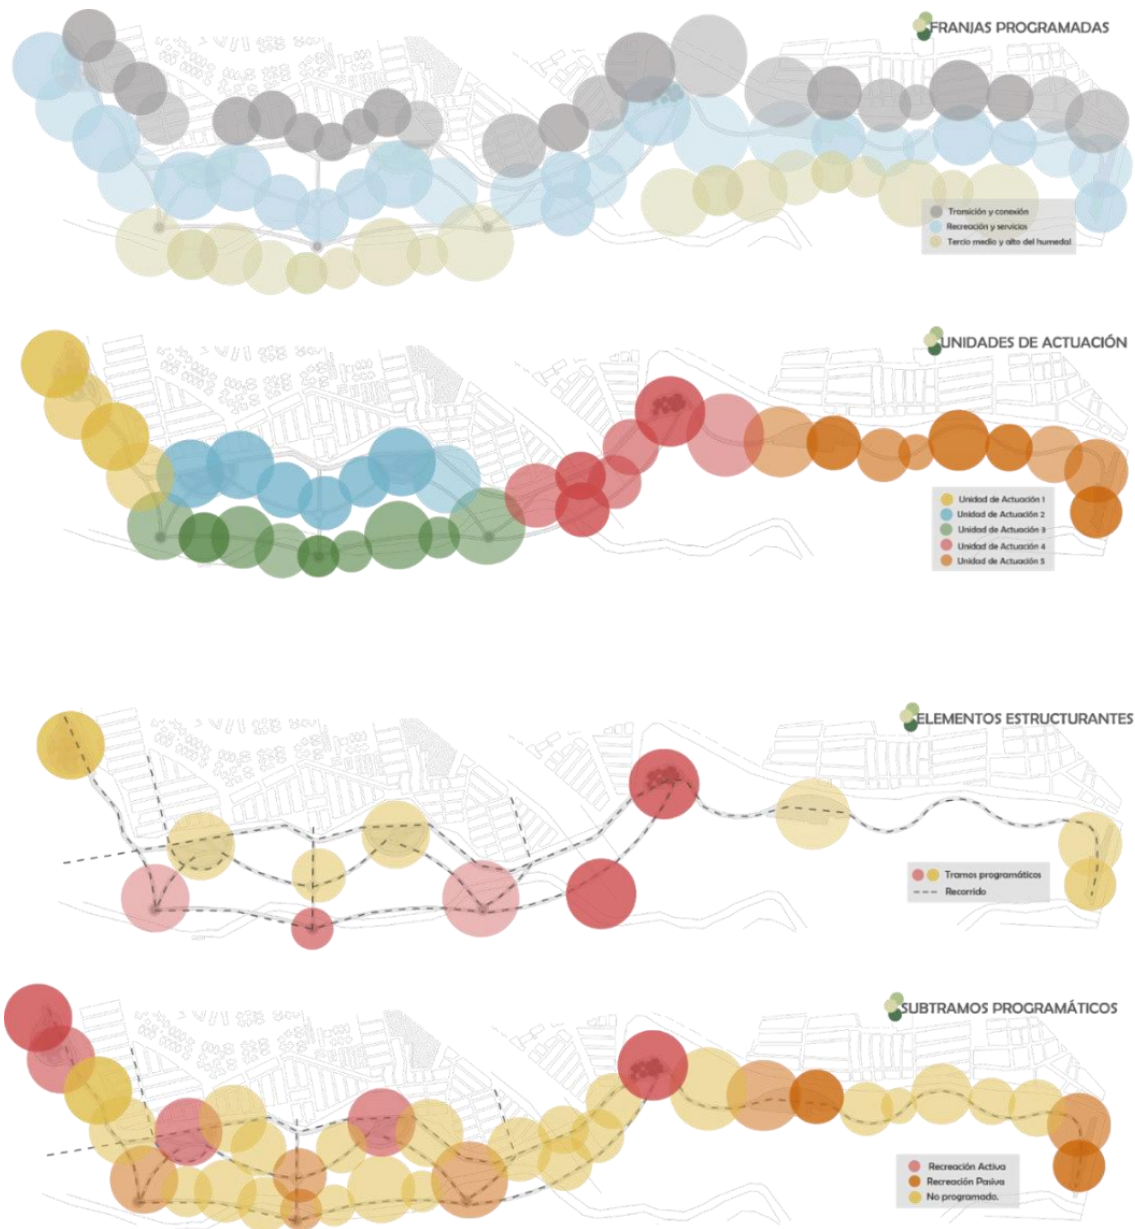 FRANJAS PROGRAMADAS
Transición y conexión
Recreación y servicios
Tercio medio y alto del humedal
UNIDADES DE ACTUACIÓN
Unidad de Actuación 1
Unidad de Actuación 2
Unidad de Actuación 3
Unidad de Actuación 4
Unidad de Actuación 5
ELEMENTOS ESTRUCTURANTES
Tramos programáticos
Recorrido
SUBTRAMOS PROGRAMÁTICOS
Recreación Activa
Recreación Pasiva
No programado.